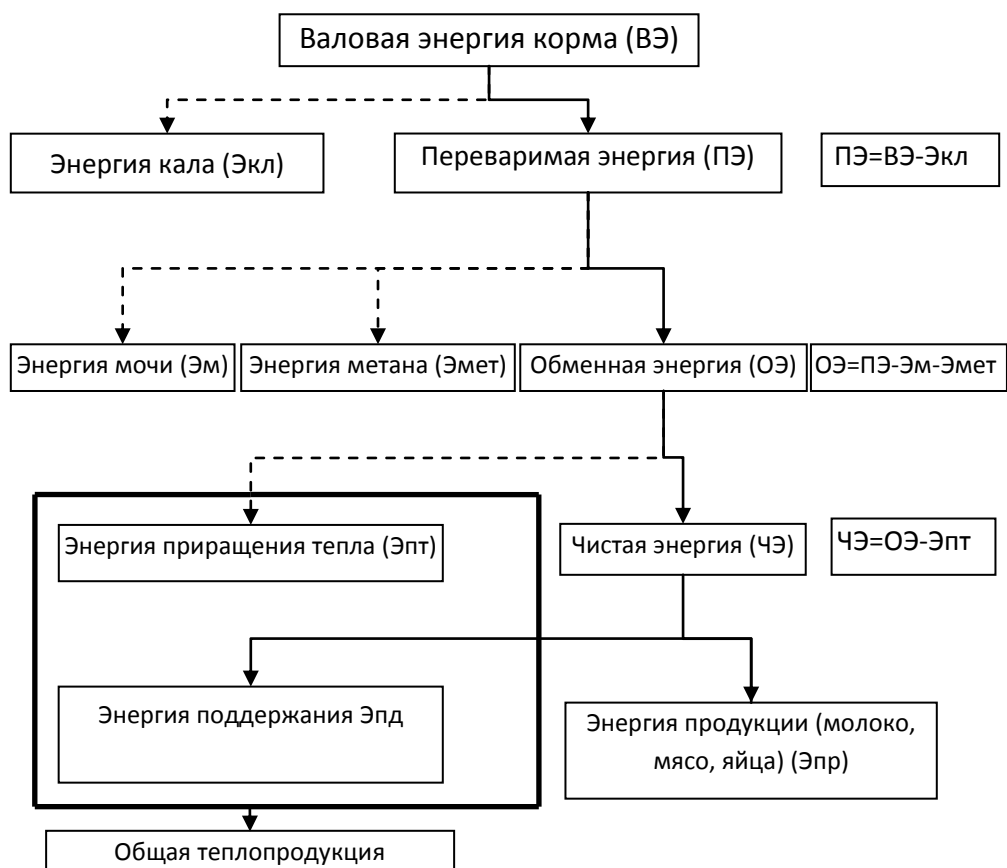 Валовая энергия корма (ВЭ)
Энергия кала (Экл)
Переваримая энергия (ПЭ)
ПЭ=ВЭ-Экл
Энергия мочи (Эм)
Энергия метана (Эмет)
Обменная энергия (ОЭ)
ОЭ=ПЭ-Эм-Эмет
Энергия приращения тепла (Эпт)
Чистая энергия (ЧЭ)
ЧЭ=ОЭ-Эпт
Энергия поддержания Эпд
Энергия продукции (молоко,
мясо, яйца) (Эпр)
Общая теплопродукция